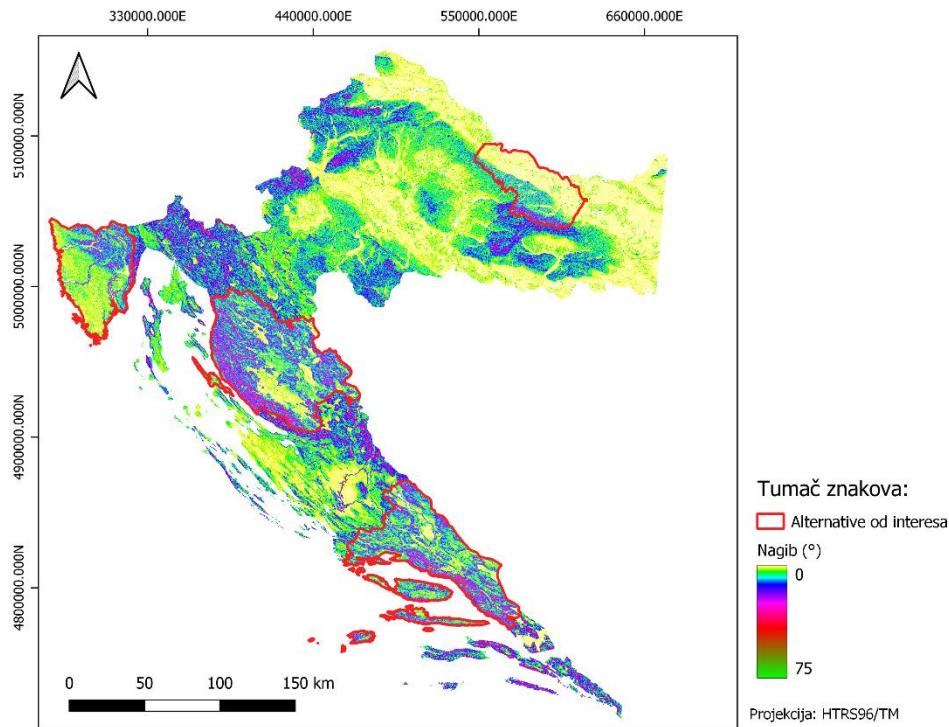 330000.000E 440000.000E 550000.000E 660000.000E
5100000.000N
5000000.000N
4900000.000N
4800000.000N
0 50 100 150 km
Tumač znakova:
Alternative od interesa
Nagib (°)
0
75
Projekcija: HTRS96/TM